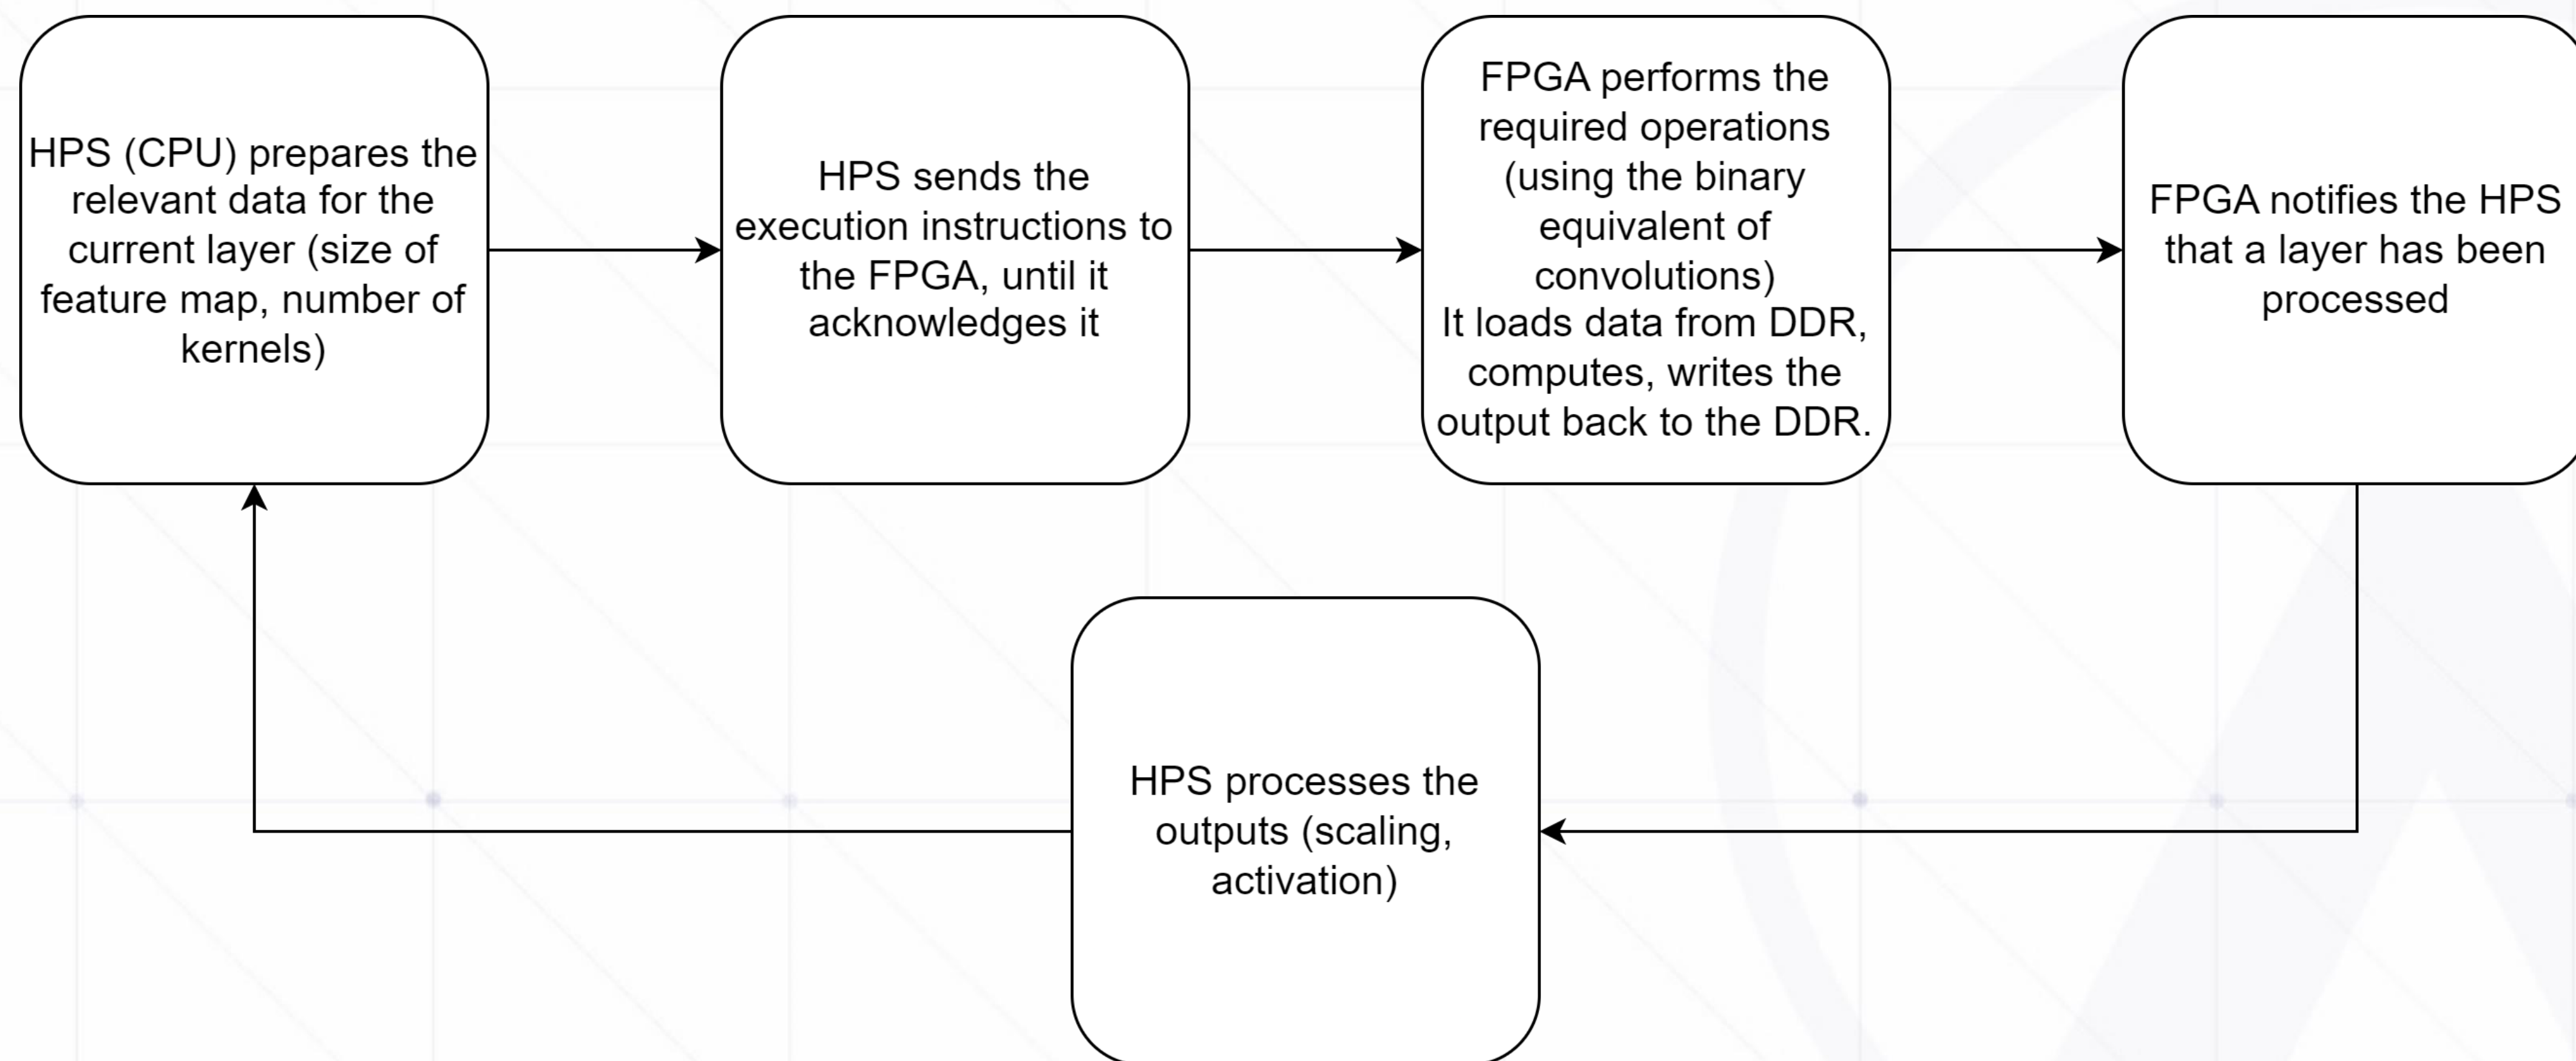 HPS (CPU) prepares the
relevant data for the
current layer (size of
feature map, number of
kernels)
HPS sends the
execution instructions to
the FPGA, until it
acknowledges it
FPGA performs the
required operations
(using the binary
equivalent of
convolutions)
It loads data from DDR,
computes, writes the
output back to the DDR.
FPGA notifies the HPS
that a layer has been
processed
HPS processes the
outputs (scaling,
activation)